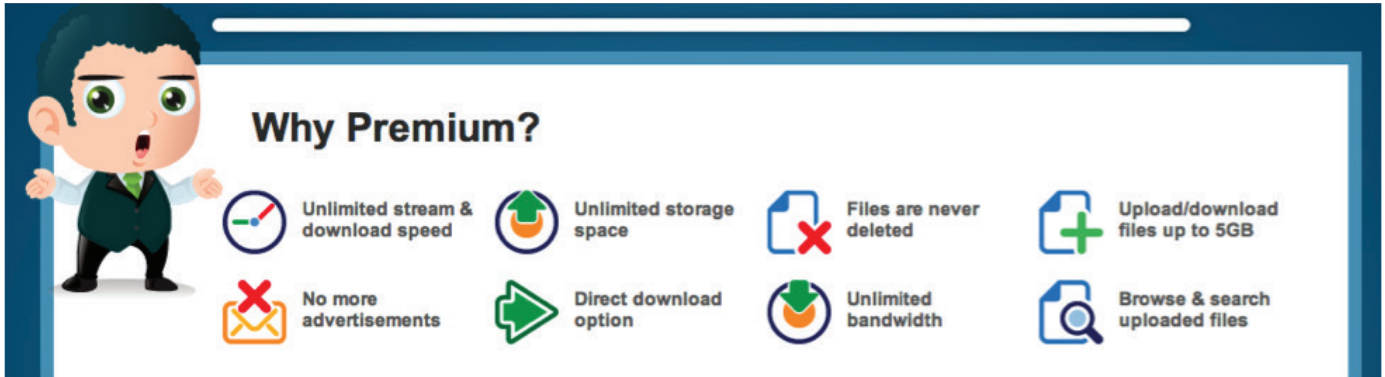 Why Premium?
Unlimited stream &
download speed
Unlimited storage
space
Files are never
deleted
Upload/download
files up to 5GB
No more
advertisements
Direct download
option
Unlimited
bandwidth
Browse & search
uploaded files